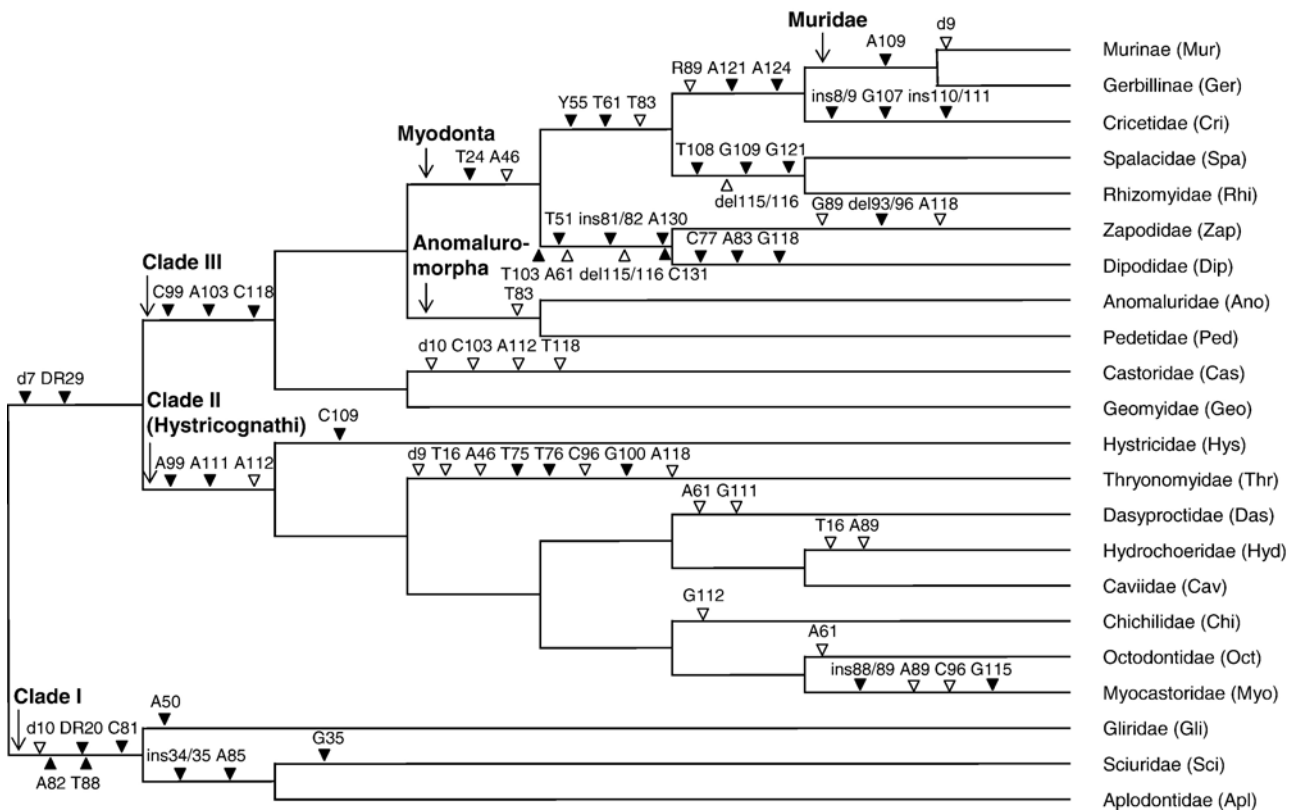 Muridae
d9
A109
Murinae (Mur)
R89 A121 A124
Gerbillinae (Ger)
ins8/9 G107 ins110/111
Y55 T61 T83
Cricetidae (Cri)
Myodonta
T24 A46
T108 G109 G121
Spalacidae (Spa)
del115/116
Rhizomyidae (Rhi)
G89 del93/96 A118
T51 ins81/82 A130
Zapodidae (Zap)
Anomaluro-
morpha
C77 A83 G118
Dipodidae (Dip)
T103 A61 del115/116 C131
Clade III
C99 A103 C118
T83
Anomaluridae (Ano)
Pedetidae (Ped)
d10 C103 A112 T118
Castoridae (Cas)
d7 DR29
Clade II
(Hystricognathi)
Geomyidae (Geo)
C109
Hystricidae (Hys)
A99 A111 A112
d9 T16 A46 T75 T76 C96 G100 A118
Thryonomyidae (Thr)
A61 G111
Dasyproctidae (Das)
T16 A89
Hydrochoeridae (Hyd)
Caviidae (Cav)
G112
Chichilidae (Chi)
A61
Octodontidae (Oct)
ins88/89 A89 C96 G115
Myocastoridae (Myo)
Clade I
d10 DR20 C81
A50
Gliridae (Gli)
A82 T88
ins34/35 A85
G35
Sciuridae (Sci)
Aplodontidae (Apl)